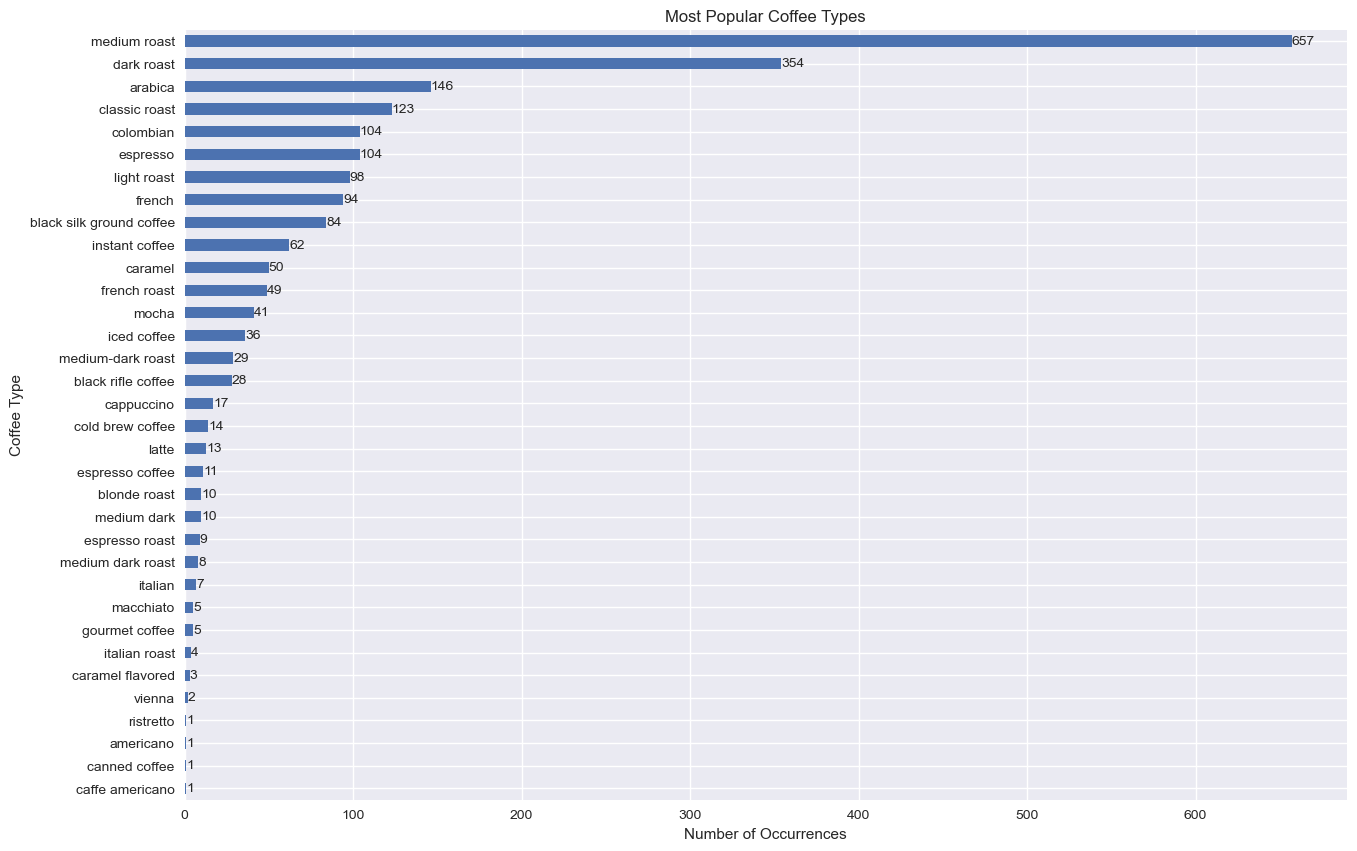 Most Popular Coffee Types
medium roast 657
dark roast 354
arabica 146
classic roast 123
colombian 104
espresso 104
light roast 98
french 94
black silk ground coffee 84
instant coffee 62
caramel 50
french roast 49
mocha 41
iced coffee 36
medium-dark roast 29
black rifle coffee 28
cappuccino 17
cold brew coffee 14
latte 13
espresso coffee 11
blonde roast 10
medium dark 10
espresso roast 9
medium dark roast 8
italian 7
macchiato 5
gourmet coffee 5
italian roast 4
caramel flavored 3
vienna 2
ristretto 1
americano 1
canned coffee 1
caffe americano 1
0 100 200 300 400 500 600
Number of Occurrences
Coffee Type